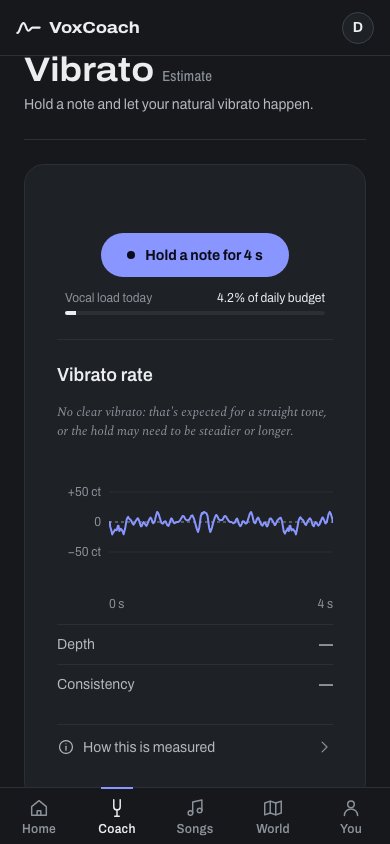 VoxCoach
D
Vibrato Estimate
Hold a note and let your natural vibrato happen.
Hold a note for 4 s
Vocal load today 4.2% of daily budget
Vibrato rate
No clear vibrato: that's expected for a straight tone,
or the hold may need to be steadier or longer.
+50 ct
0
−50 ct
0 s 4 s
Depth —
Consistency —
How this is measured
Home Coach Songs World You